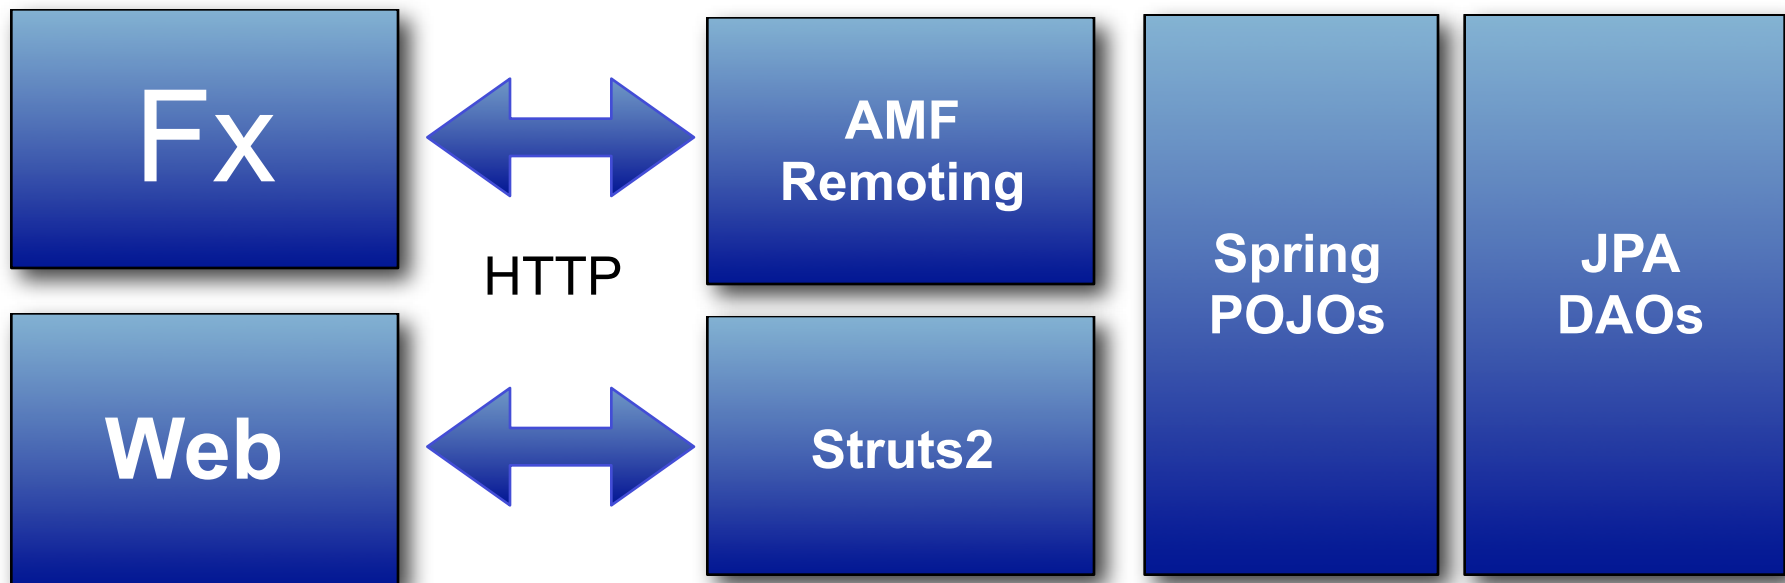 Fx
AMF
Remoting
HTTP
Spring
POJOs
JPA
DAOs
Web
Struts2